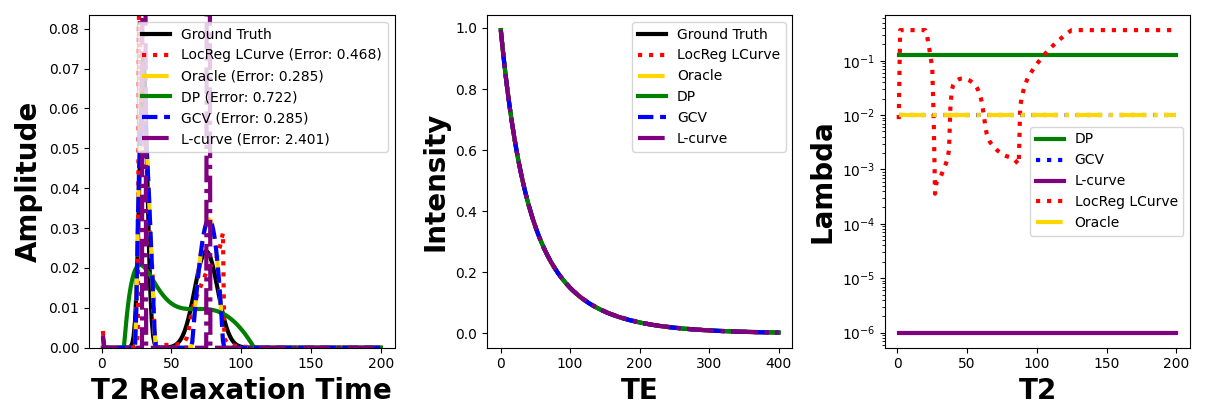 Amplitude
0.08
0.07
0.06
0.05
0.04
0.03
0.02
0.01
0.00
0
50
100
150
200
T2 Relaxation Time
Ground Truth
LocReg LCurve (Error: 0.468)
Oracle (Error: 0.285)
DP (Error: 0.722)
GCV (Error: 0.285)
L-curve (Error: 2.401)
Intensity
1.0
0.8
0.6
0.4
0.2
0.0
0
100
200
300
400
TE
Ground Truth
LocReg LCurve
Oracle
DP
GCV
L-curve
Lambda
10⁻¹
10⁻²
10⁻³
10⁻⁴
10⁻⁵
10⁻⁶
0
50
100
150
200
T2
DP
GCV
L-curve
LocReg LCurve
Oracle